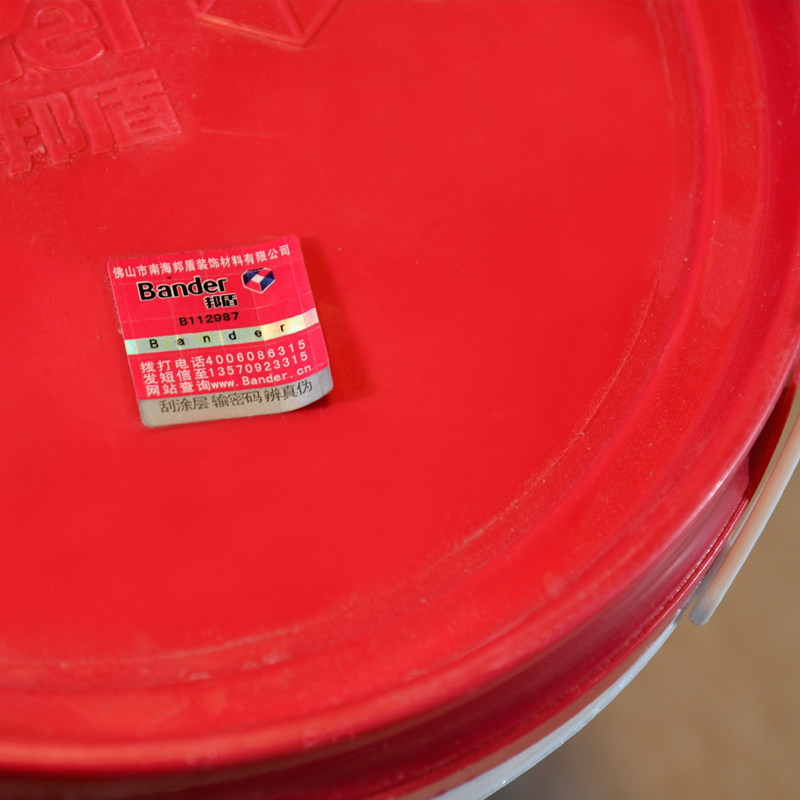 邦盾
佛山市南海邦盾装饰材料有限公司
Bander
邦盾
B112987
Bander
拨打电话4006086315
发短信至13570923315
网站查询www.Bander.cn
刮涂层 输密码 辨真伪